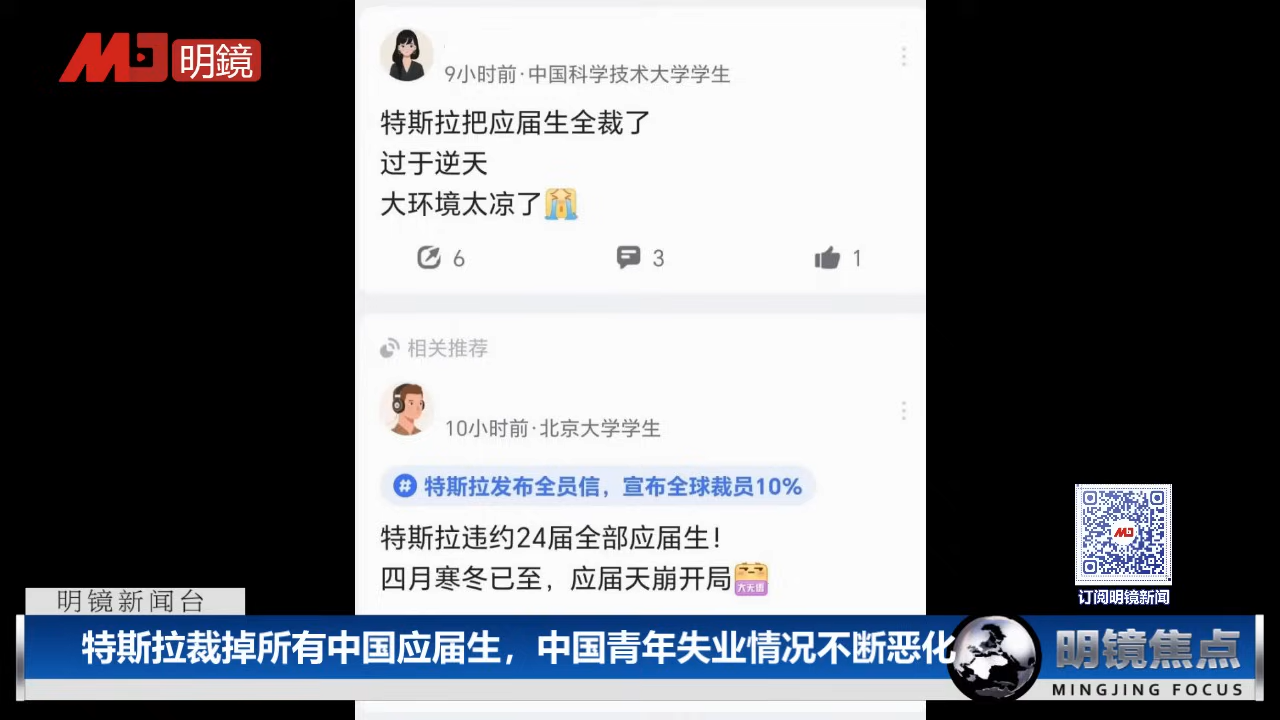 明鏡
9小时前·中国科学技术大学学生
特斯拉把应届生全裁了
过于逆天
大环境太凉了
6
3
1
相关推荐
10小时前·北京大学学生
# 特斯拉发布全员信，宣布全球裁员10%
特斯拉违约24届全部应届生！
四月寒冬已至，应届天崩开局
大无语
订阅明镜新闻
明镜新闻台
特斯拉裁掉所有中国应届生，中国青年失业情况不断恶化
明镜焦点
MINGJING FOCUS